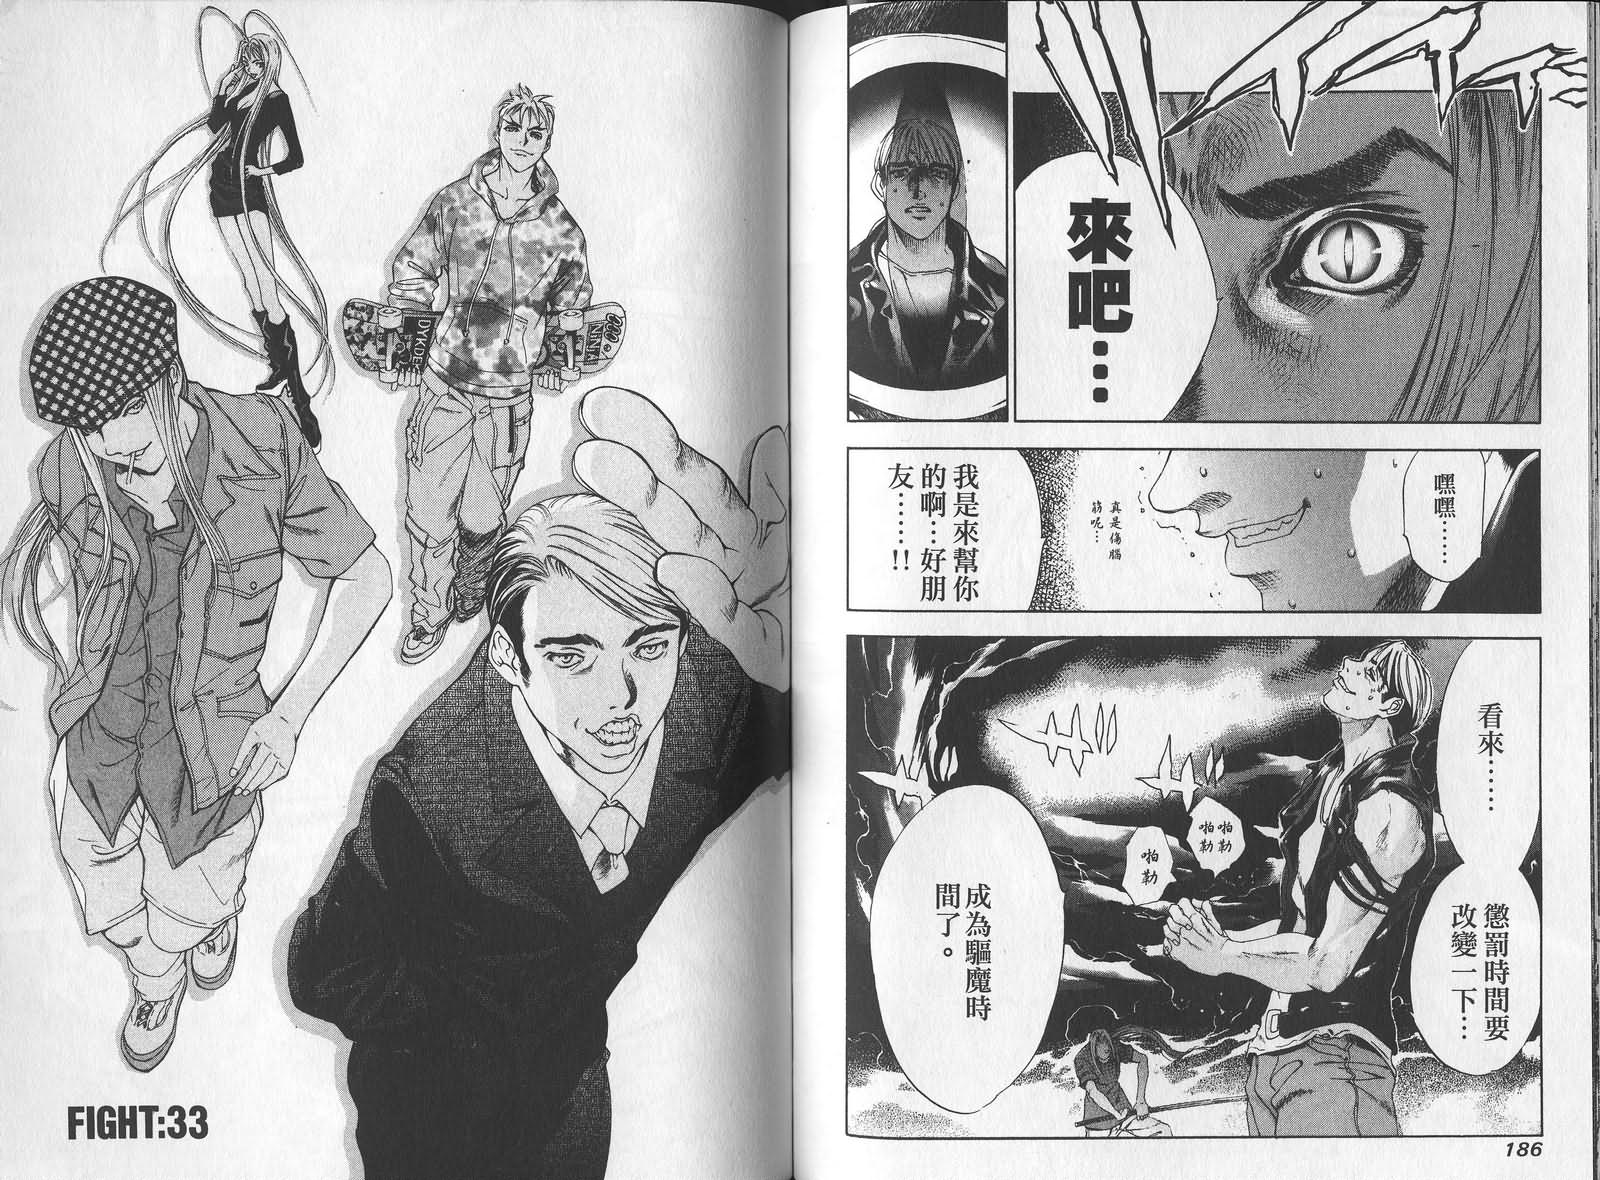 來吧…
嘿嘿……
真是傷腦
筋呢…
我是來幫你
的啊…好朋
友……!!
看來……
懲罰時間要
改變一下…
啪勒
啪勒
啪勒
成為驅魔時
間了。
186
DYKDE
NiNJA
FIGHT:33